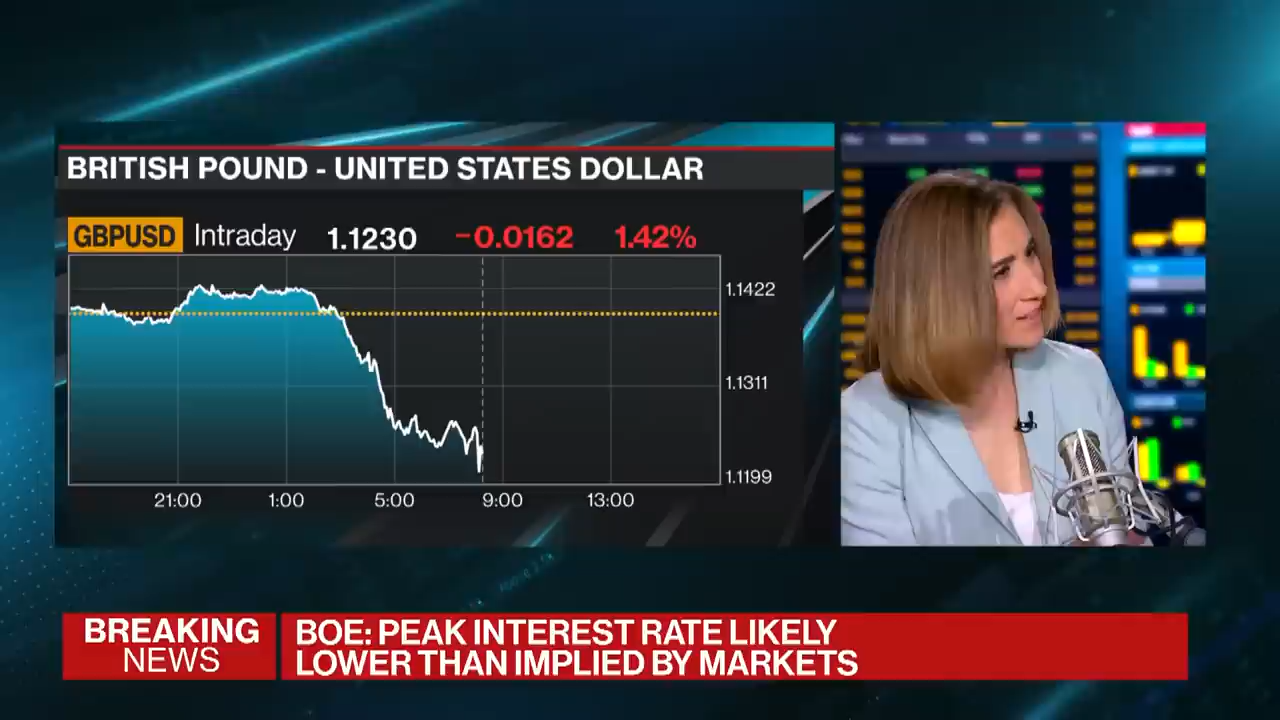 BRITISH POUND - UNITED STATES DOLLAR
GBPUSD Intraday 1.1230 -0.0162 1.42%
1.1422
1.1311
1.1199
21:00 1:00 5:00 9:00 13:00
BREAKING
NEWS
BOE: PEAK INTEREST RATE LIKELY
LOWER THAN IMPLIED BY MARKETS